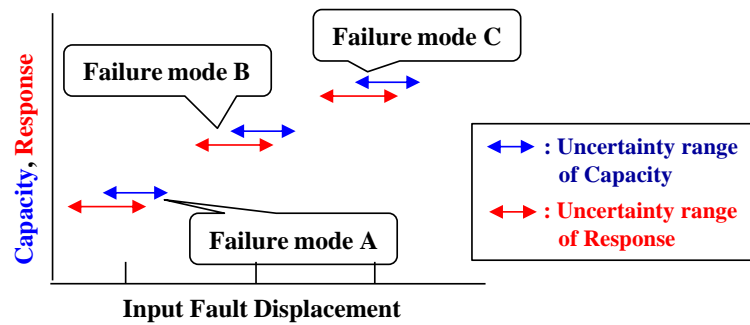 Failure mode C
Failure mode B
Failure mode A
Capacity, Response
Input Fault Displacement
: Uncertainty range
of Capacity
: Uncertainty range
of Response